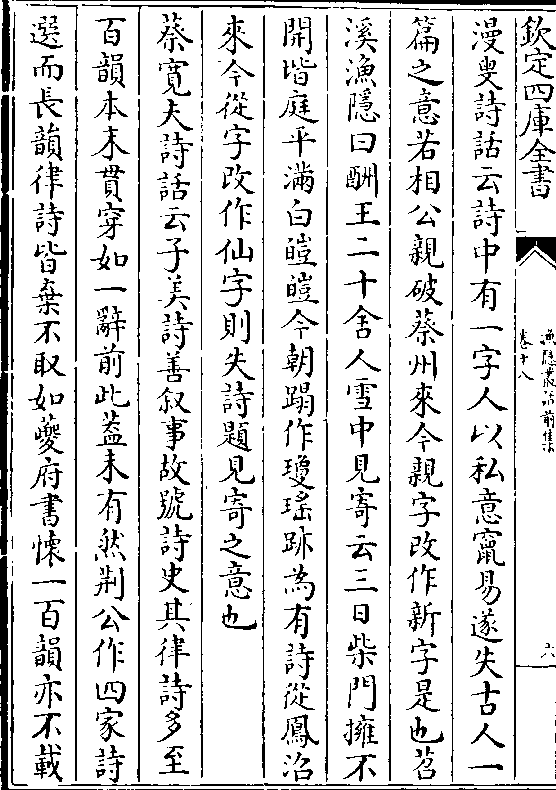 欽定四庫全書
漁隱叢話前集
卷十八
六
漫叟詩話云詩中有一字人以私意竄易遂失古人一
篇之意若相公親破蔡州來今親字改作新字是也苕
溪漁隱曰酬王二十舍人雪中見寄云三日柴門擁不
開堦庭平滿白皚皚今朝蹋作瓊瑤跡為有詩從鳳沼
來今從字改作仙字則失詩題見寄之意也
蔡寬夫詩話云子美詩善叙事故號詩史其律詩多至
百韻本末貫穿如一辭前此葢未有然荆公作四家詩
選而長韻律詩皆棄不取如夔府書懷一百韻亦不載